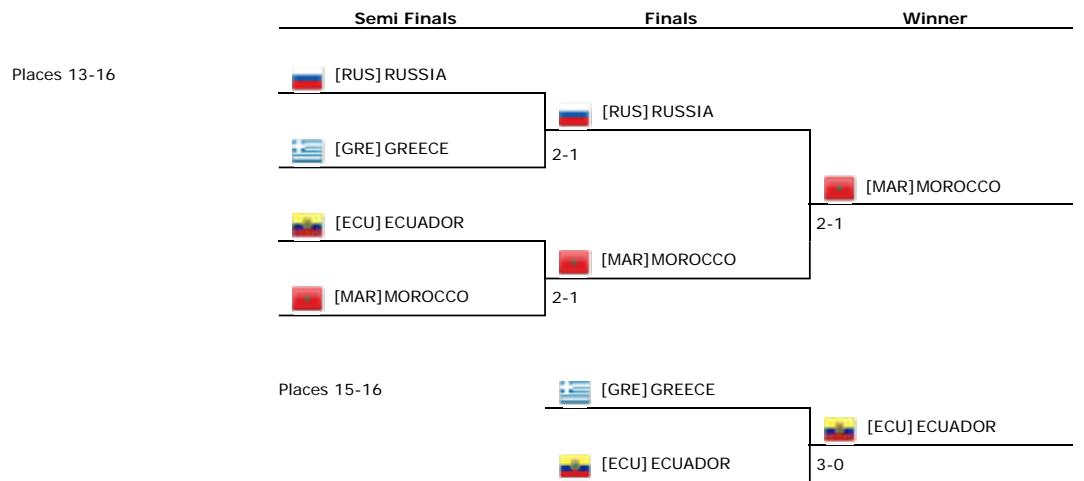 Semi Finals Finals Winner
Places 13-16 [RUS] RUSSIA
[RUS] RUSSIA
[GRE] GREECE 2-1
[MAR] MOROCCO
[ECU] ECUADOR 2-1
[MAR] MOROCCO
[MAR] MOROCCO 2-1
Places 15-16 [GRE] GREECE
[ECU] ECUADOR
[ECU] ECUADOR 3-0